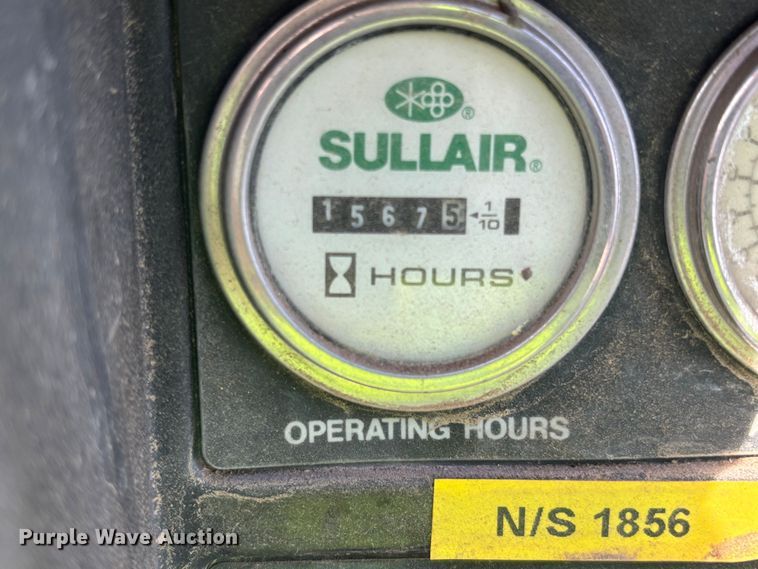 ®
SULLAIR®
15675 ◄1/10
HOURS
OPERATING HOURS
N/S 1856
Purple Wave Auction